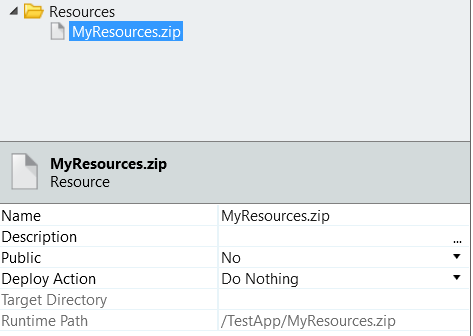 Resources
MyResources.zip
MyResources.zip
Resource
Name MyResources.zip
Description ...
Public No
Deploy Action Do Nothing
Target Directory
Runtime Path /TestApp/MyResources.zip